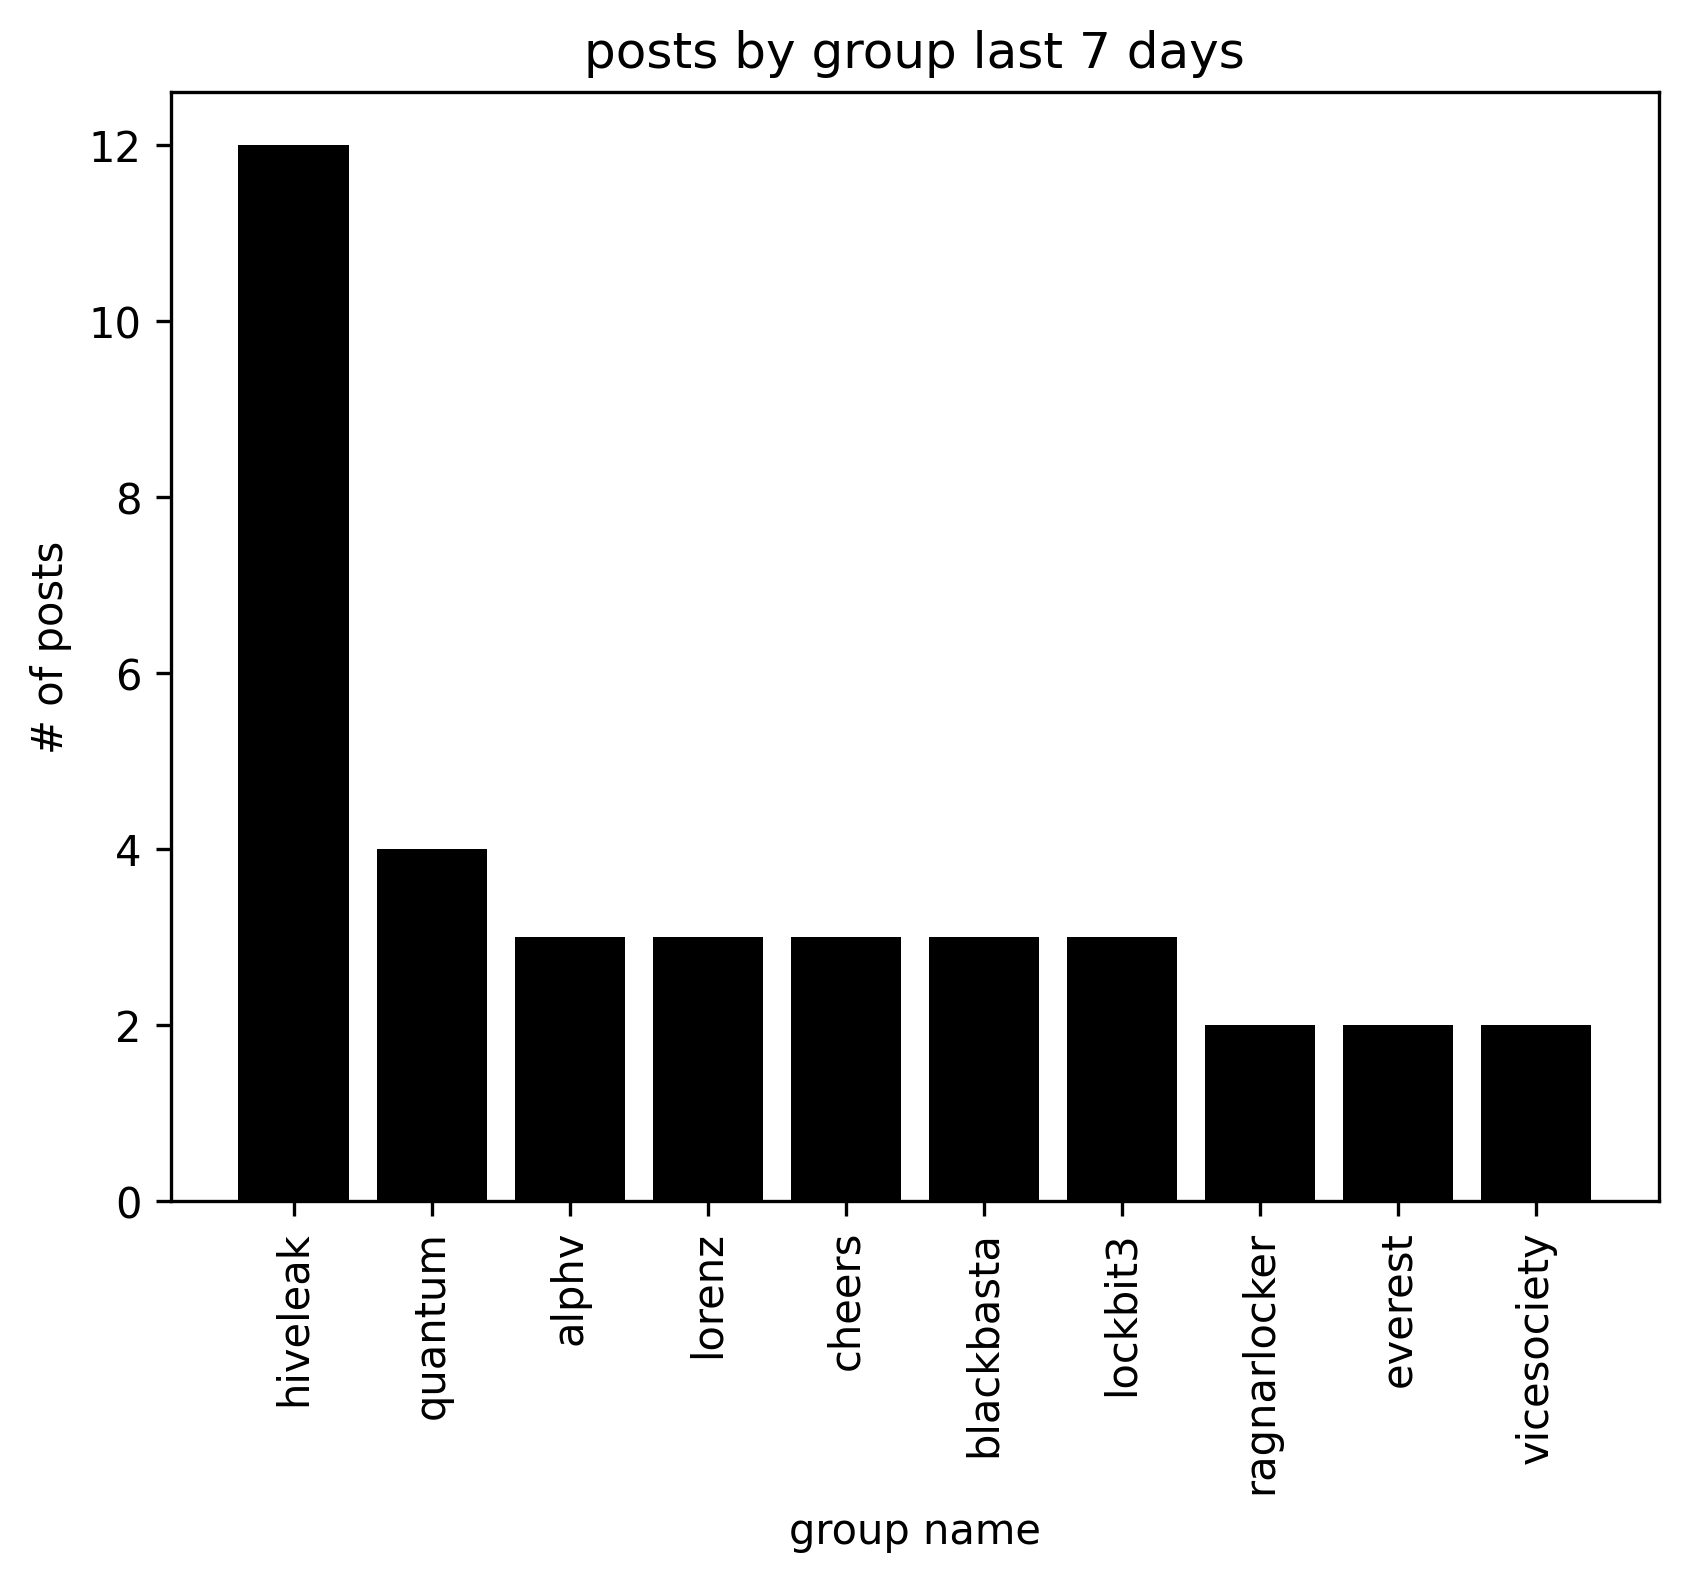 posts by group last 7 days
12
10
8
6
4
2
0
# of posts
hiveleak
quantum
alphv
lorenz
cheers
blackbasta
lockbit3
ragnarlocker
everest
vicesociety
group name